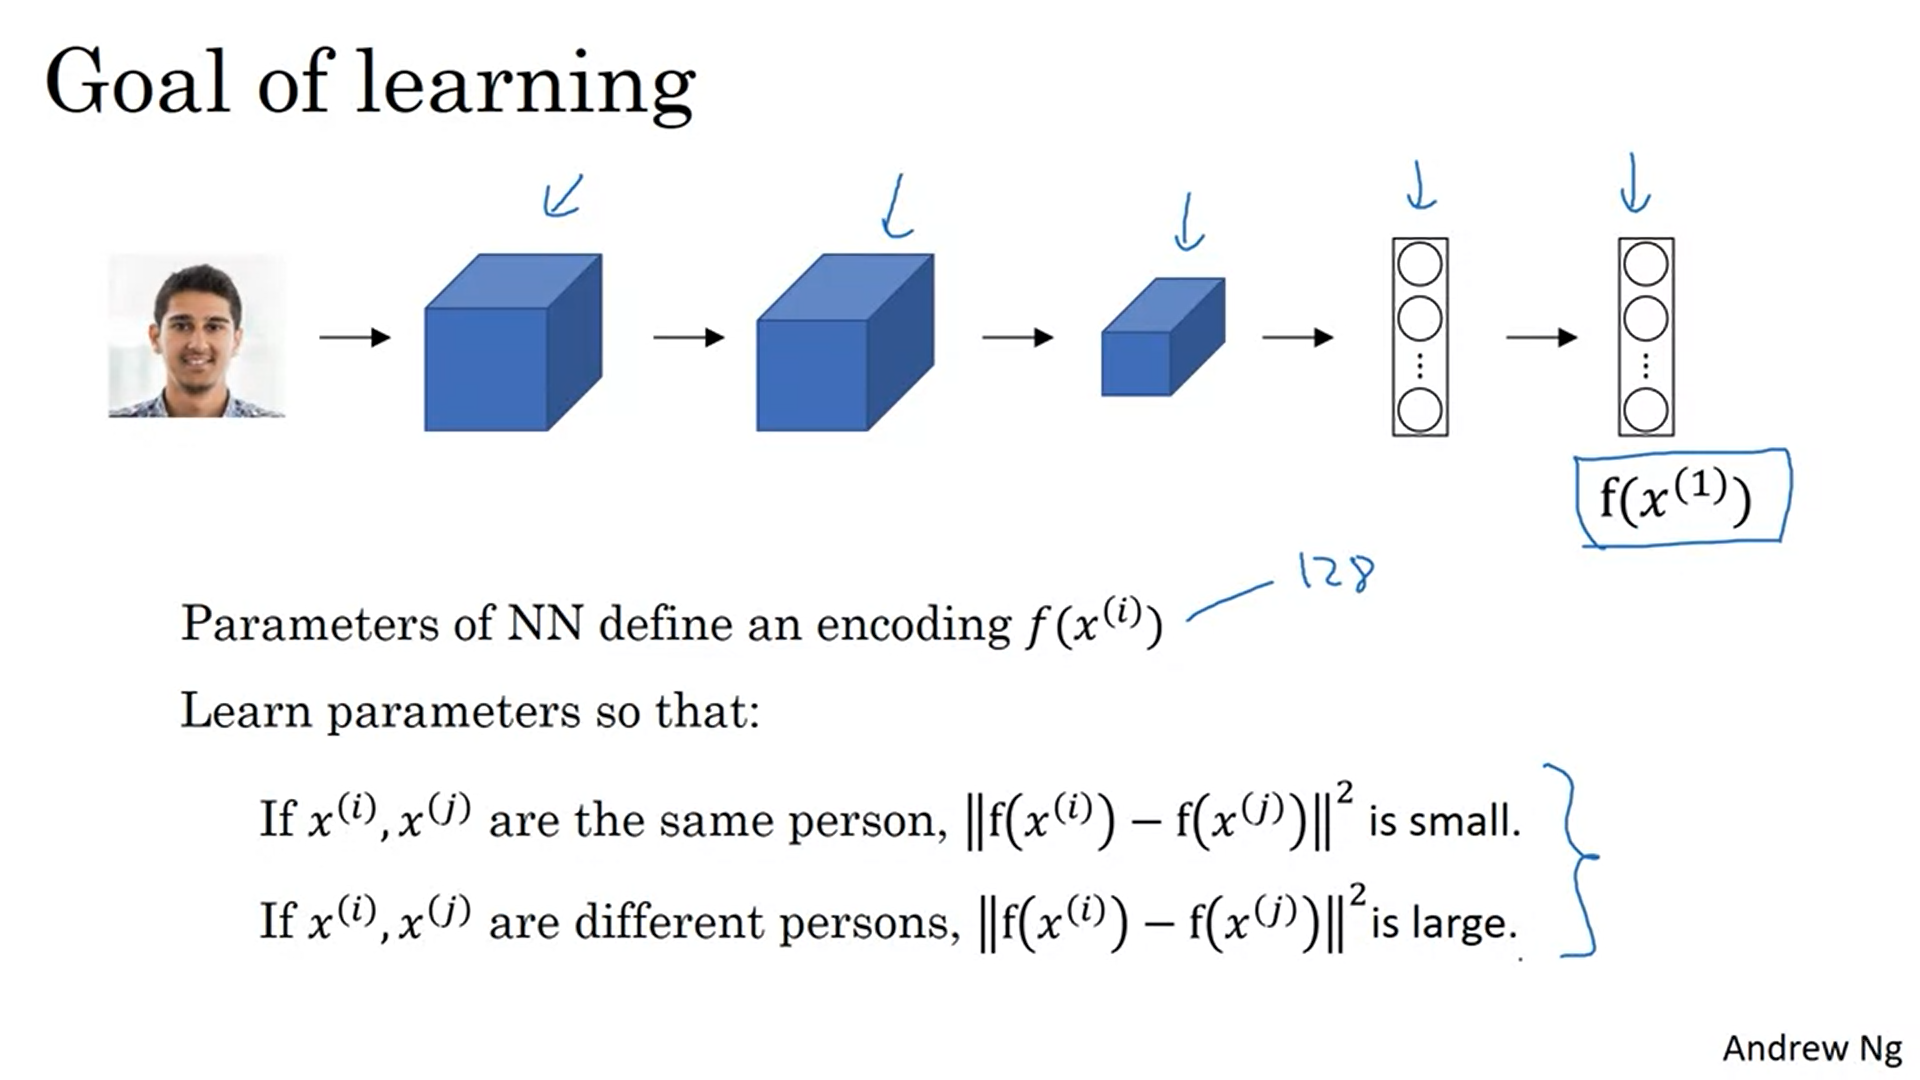 Goal of learning
f(x⁽¹⁾)
128
Parameters of NN define an encoding f(x⁽ⁱ⁾)
Learn parameters so that:
If x⁽ⁱ⁾, x⁽ʲ⁾ are the same person, ‖f(x⁽ⁱ⁾) − f(x⁽ʲ⁾)‖² is small.
If x⁽ⁱ⁾, x⁽ʲ⁾ are different persons, ‖f(x⁽ⁱ⁾) − f(x⁽ʲ⁾)‖² is large.
Andrew Ng